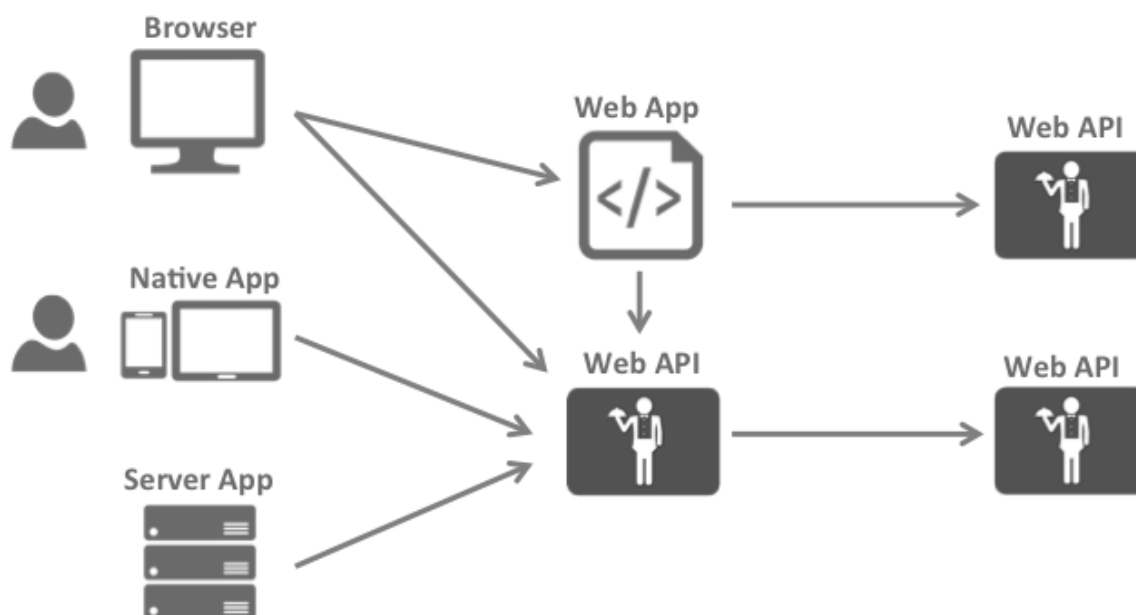 Browser
Web App
Web API
Native App
Web API
Web API
Server App